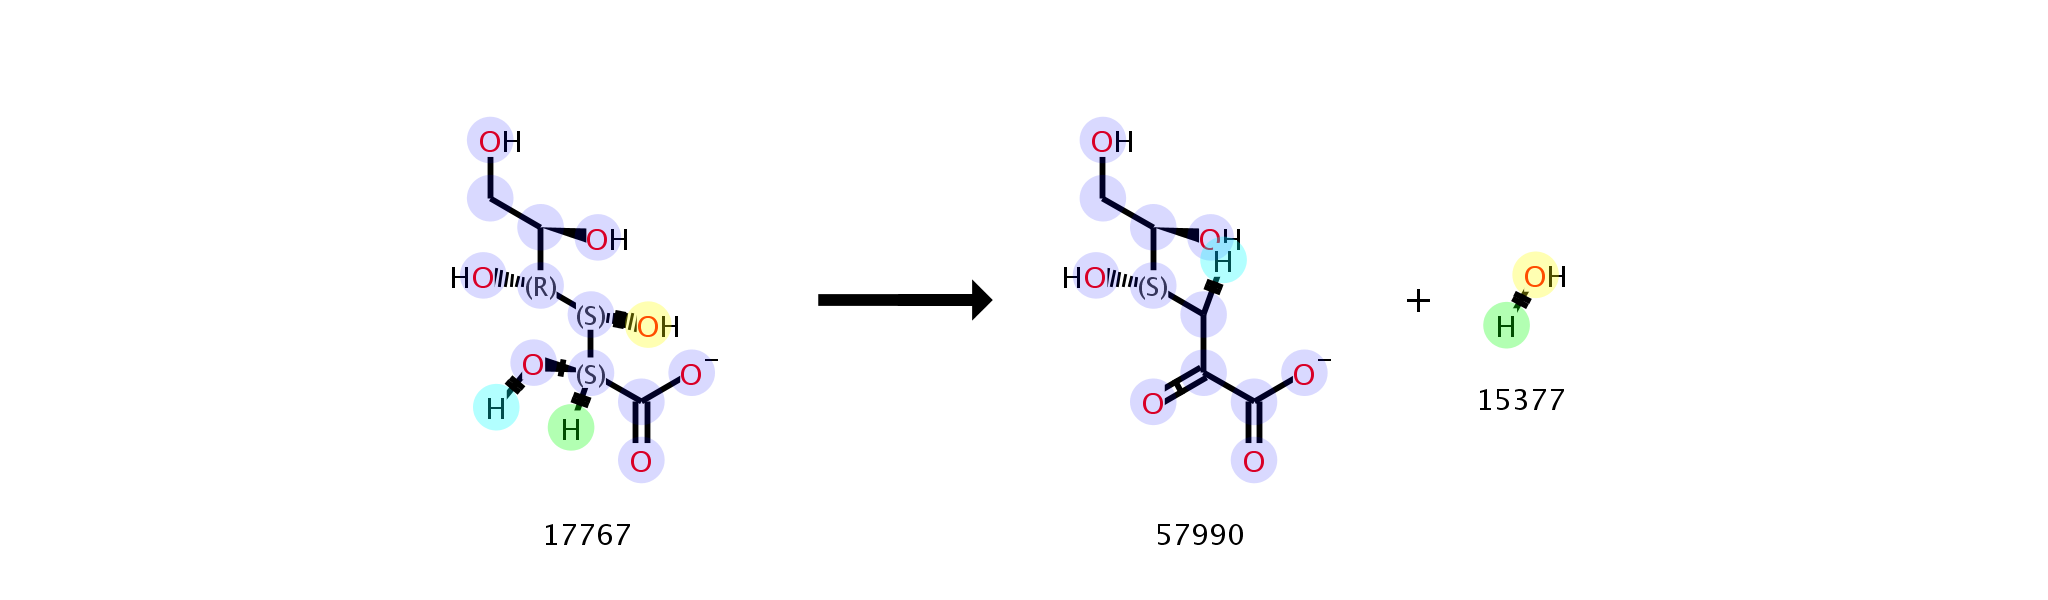 OH OH
OH OH
H
HO (R) HO (S) + OH
(S) OH H
O (S) O− O−
H O 15377
H
O O
17767 57990